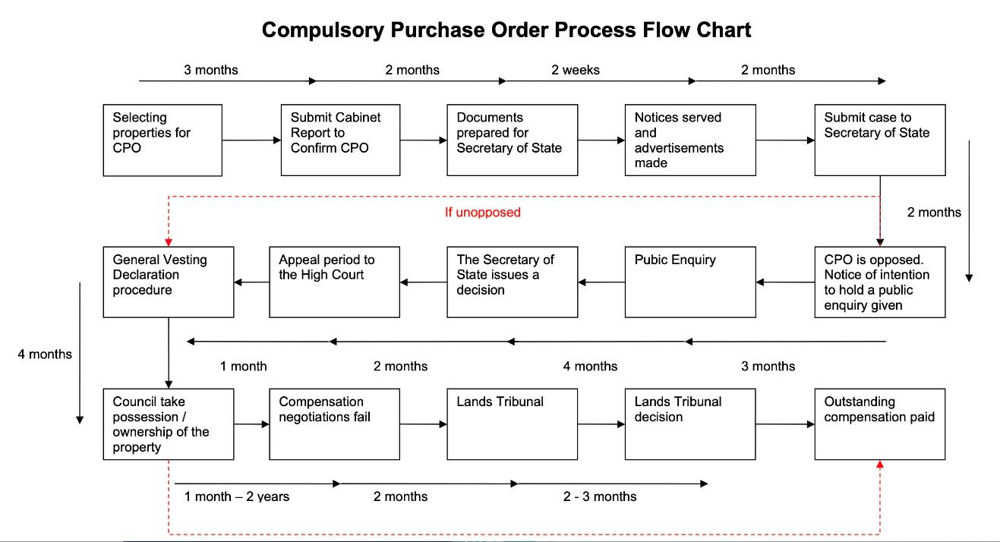 Compulsory Purchase Order Process Flow Chart
3 months
2 months
2 weeks
2 months
Selecting
properties for
CPO
Submit Cabinet
Report to
Confirm CPO
Documents
prepared for
Secretary of State
Notices served
and
advertisements
made
Submit case to
Secretary of State
If unopposed
2 months
General Vesting
Declaration
procedure
Appeal period to
the High Court
The Secretary of
State issues a
decision
Pubic Enquiry
CPO is opposed.
Notice of intention
to hold a public
enquiry given
4 months
1 month
2 months
4 months
3 months
Council take
possession /
ownership of the
property
Compensation
negotiations fail
Lands Tribunal
Lands Tribunal
decision
Outstanding
compensation paid
1 month – 2 years
2 months
2 - 3 months